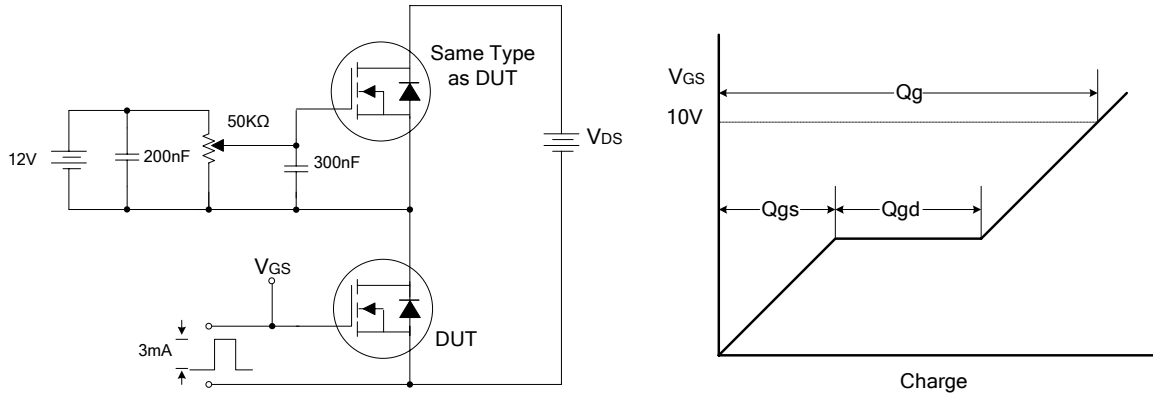 Same Type
as DUT
12V
200nF
50KΩ
300nF
VDS
VGS
DUT
3mA
VGS
10V
Qg
Qgs
Qgd
Charge